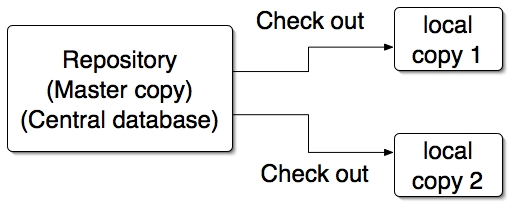 Repository
(Master copy)
(Central database)
Check out
local
copy 1
Check out
local
copy 2